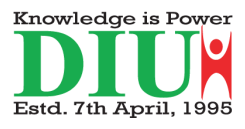 Knowledge is Power
DIU
Estd. 7th April, 1995